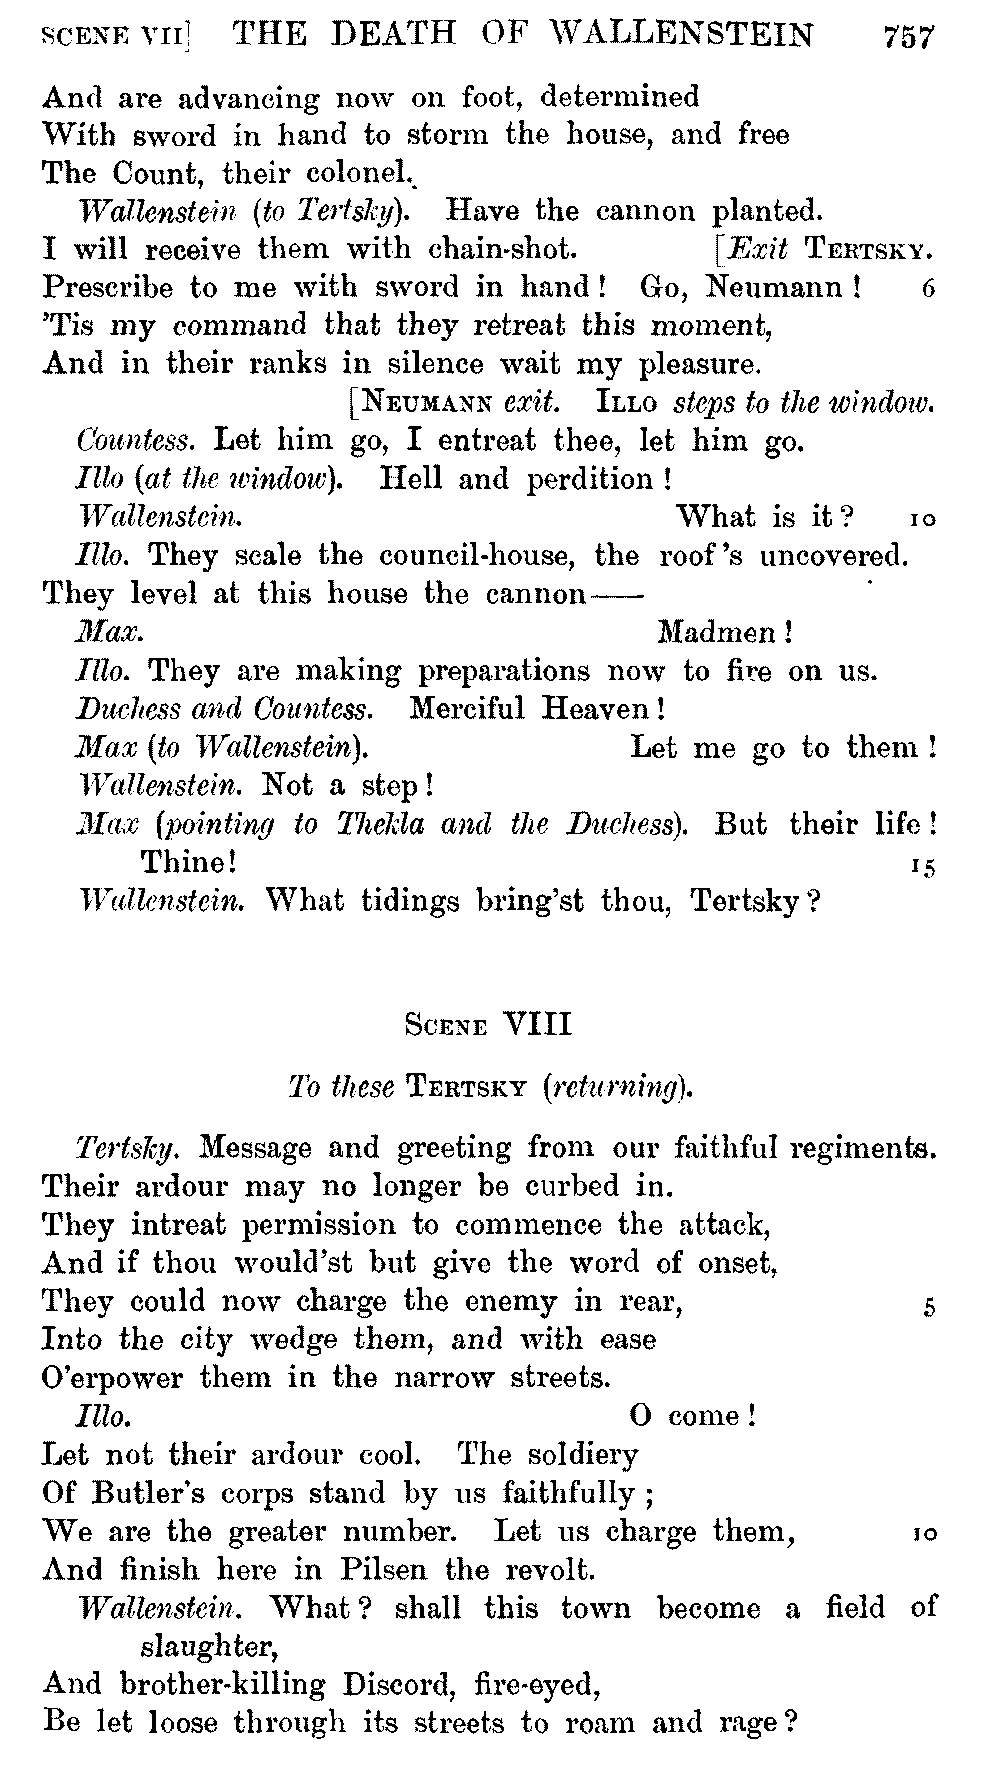 SCENE VII] THE DEATH OF WALLENSTEIN 757
And are advancing now on foot, determined
With sword in hand to storm the house, and free
The Count, their colonel.
Wallenstein (to Tertsky). Have the cannon planted.
I will receive them with chain-shot. [Exit TERTSKY.
Prescribe to me with sword in hand! Go, Neumann! 6
'Tis my command that they retreat this moment,
And in their ranks in silence wait my pleasure.
[NEUMANN exit. ILLO steps to the window.
Countess. Let him go, I entreat thee, let him go.
Illo (at the window). Hell and perdition!
Wallenstein. What is it? 10
Illo. They scale the council-house, the roof's uncovered.
They level at this house the cannon——
Max. Madmen!
Illo. They are making preparations now to fire on us.
Duchess and Countess. Merciful Heaven!
Max (to Wallenstein). Let me go to them!
Wallenstein. Not a step!
Max (pointing to Thekla and the Duchess). But their life!
Thine! 15
Wallenstein. What tidings bring'st thou, Tertsky?
SCENE VIII
To these TERTSKY (returning).
Tertsky. Message and greeting from our faithful regiments.
Their ardour may no longer be curbed in.
They intreat permission to commence the attack,
And if thou would'st but give the word of onset,
They could now charge the enemy in rear, 5
Into the city wedge them, and with ease
O'erpower them in the narrow streets.
Illo. O come!
Let not their ardour cool. The soldiery
Of Butler's corps stand by us faithfully;
We are the greater number. Let us charge them, 10
And finish here in Pilsen the revolt.
Wallenstein. What? shall this town become a field of
slaughter,
And brother-killing Discord, fire-eyed,
Be let loose through its streets to roam and rage?